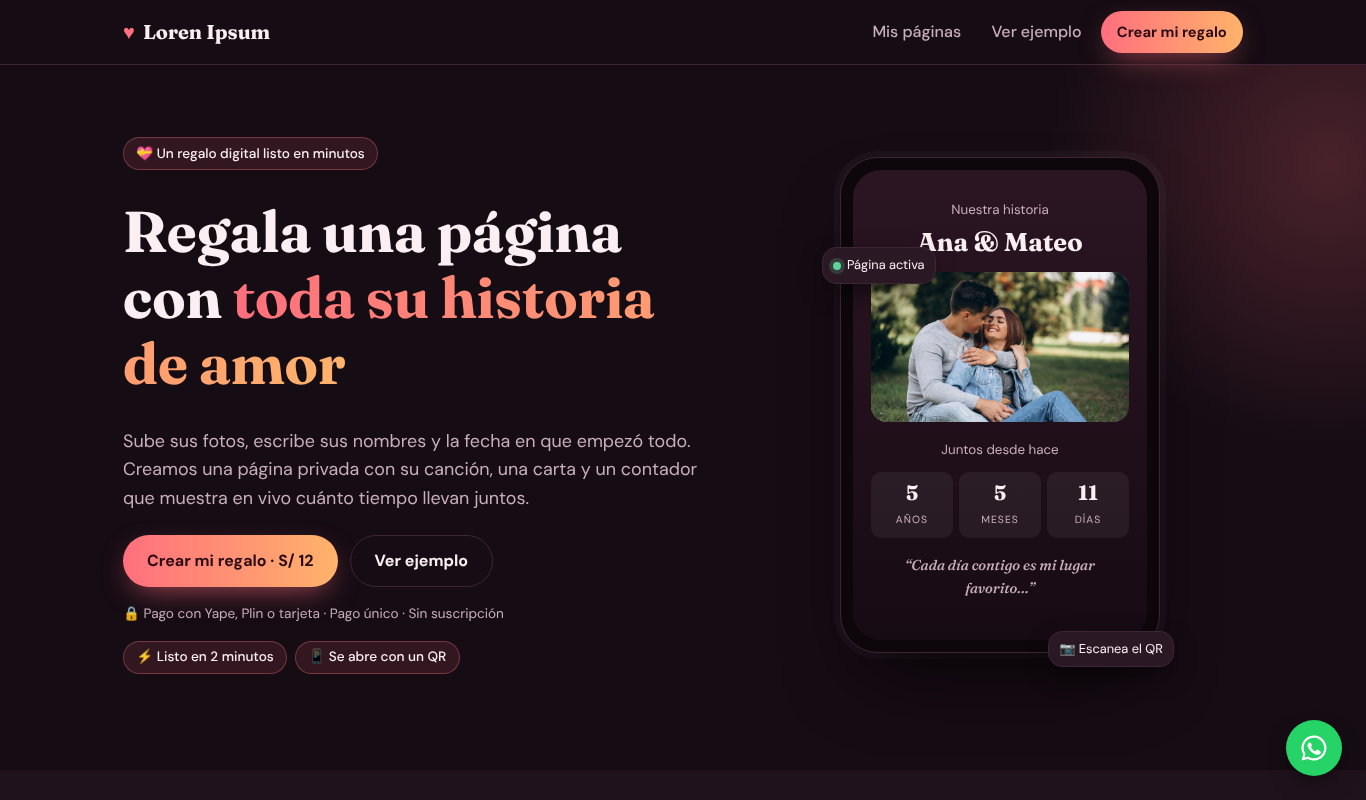 ♥ Loren Ipsum
Mis páginas
Ver ejemplo
Crear mi regalo
💝 Un regalo digital listo en minutos
Regala una página
con toda su historia
de amor
Sube sus fotos, escribe sus nombres y la fecha en que empezó todo.
Creamos una página privada con su canción, una carta y un contador
que muestra en vivo cuánto tiempo llevan juntos.
Crear mi regalo · S/ 12
Ver ejemplo
🔒 Pago con Yape, Plin o tarjeta · Pago único · Sin suscripción
⚡ Listo en 2 minutos
📱 Se abre con un QR
Nuestra historia
Ana & Mateo
Página activa
Juntos desde hace
5 5 11
AÑOS MESES DÍAS
“Cada día contigo es mi lugar
favorito...”
📷 Escanea el QR